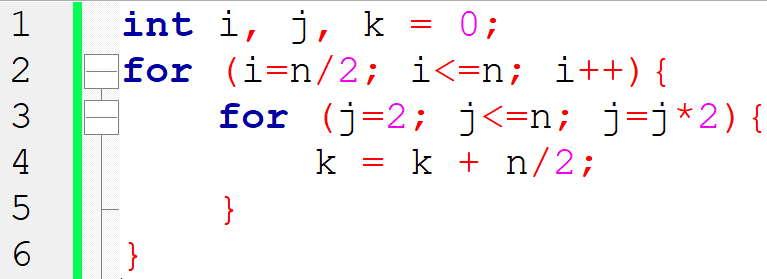 1 int i, j, k = 0;
2 for (i=n/2; i<=n; i++){
3 for (j=2; j<=n; j=j*2){
4 k = k + n/2;
5 }
6 }